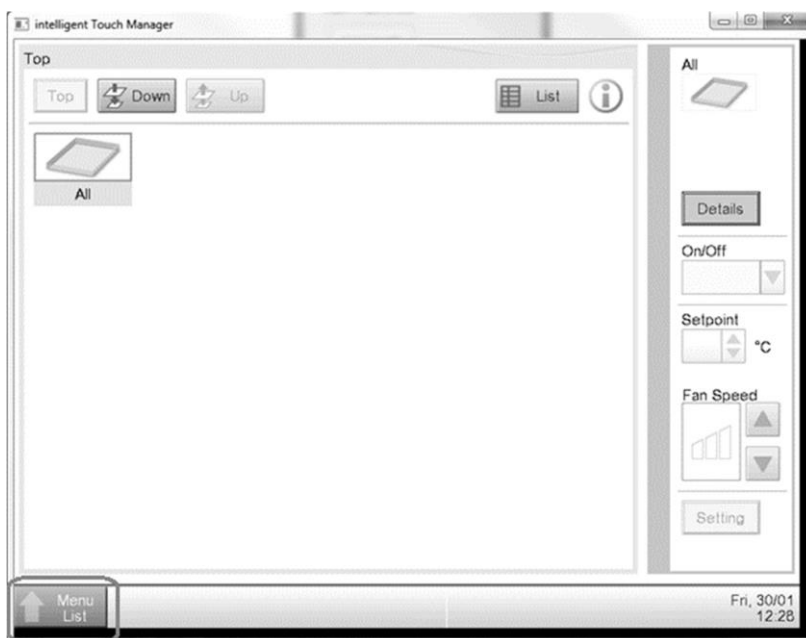 intelligent Touch Manager
Top
Top
Down
Up
List
All
All
Details
On/Off
Setpoint
°C
Fan Speed
Setting
Menu
List
Fri, 30/01
12:28